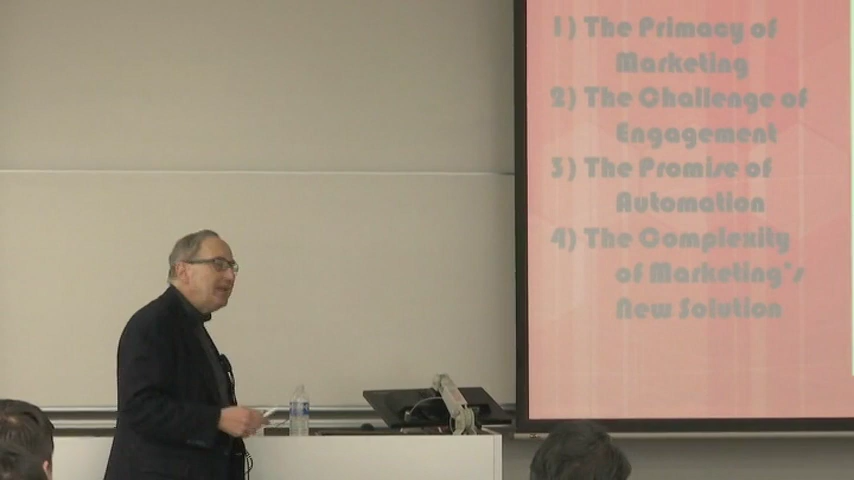 1) The Primacy of
Marketing
2) The Challenge of
Engagement
3) The Promise of
Automation
4) The Complexity
of Marketing's
New Solution